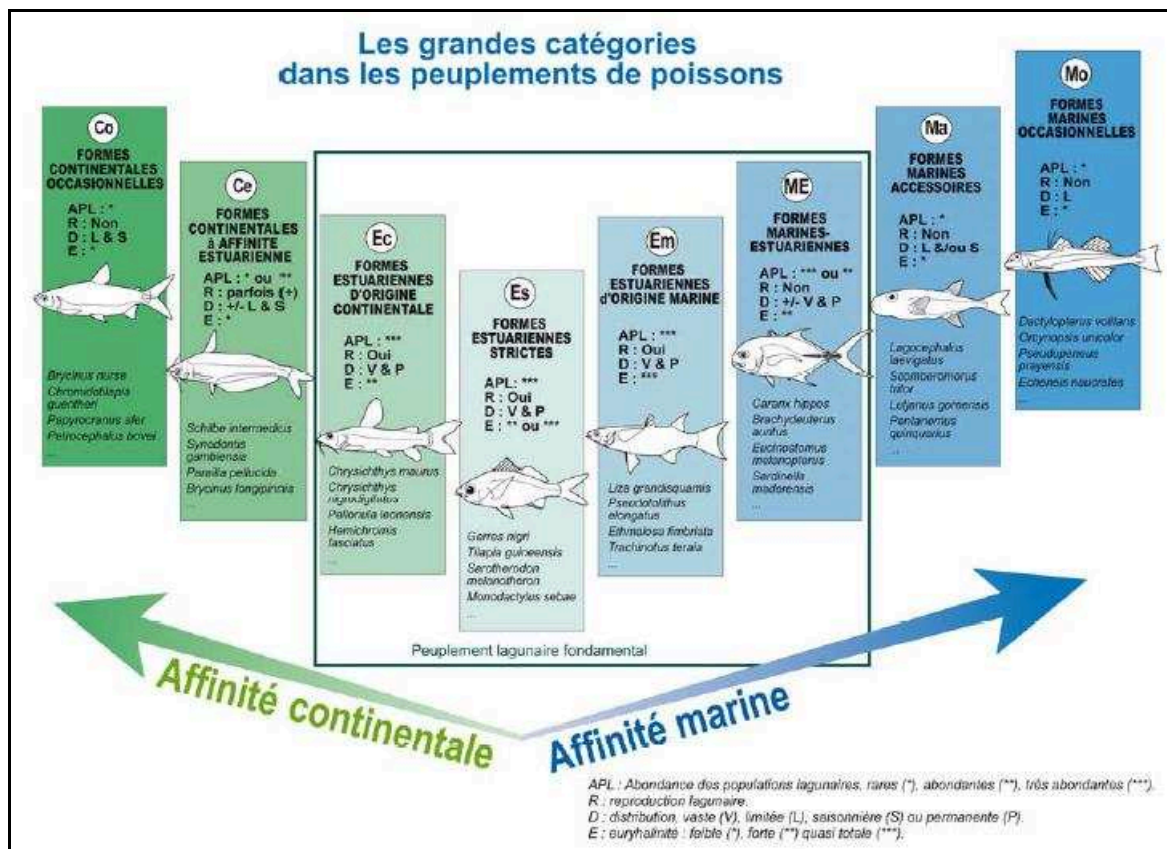 Les grandes catégories
dans les peuplements de poissons
Co
FORMES
CONTINENTALES
OCCASIONNELLES
APL : *
R : Non
D : L & S
E : *
Brycinus nurse
Chromidotilapia
guentheri
Papyrocranus afer
Petrocephalus bovei
...
Ce
FORMES
CONTINENTALES
à AFFINITÉ
ESTUARIENNE
APL : * ou **
R : parfois (+)
D : +/- L & S
E : *
Schilbe intermedius
Synodontis
gambiensis
Pareilia pellucida
Brycinus longipinnis
...
Ec
FORMES
ESTUARIENNES
D'ORIGINE
CONTINENTALE
APL : ***
R : Oui
D : V & P
E : **
Chrysichthys maurus
Chrysichthys
nigrodigitatus
Pellonula leonensis
Hemichromis
fasciatus
...
Es
FORMES
ESTUARIENNES
STRICTES
APL: ***
R : Oui
D : V & P
E : ** ou ***
Gerres nigri
Tilapia guineensis
Sarotherodon
melanotheron
Monodactylus sebae
...
Em
FORMES
ESTUARIENNES
d'ORIGINE MARINE
APL : ***
R : Oui
D : V & P
E : ***
Liza grandisquamis
Pseudotolithus
elongatus
Ethmalosa fimbriata
Trachinotus teraia
...
ME
FORMES
MARINES-
ESTUARIENNES
APL : *** ou **
R : Non
D : +/- V & P
E : **
Caranx hippos
Brachydeuterus
auritus
Eucinostomus
melanopterus
Sardinella
maderensis
...
Ma
FORMES
MARINES
ACCESSOIRES
APL : *
R : Non
D : L &/ou S
E : *
Lagocephalus
laevigatus
Scomberomorus
tritor
Lutjanus goreensis
Pentanemus
quinquarius
...
Mo
FORMES
MARINES
OCCASIONNELLES
APL : *
R : Non
D : L
E : *
Dactylopterus volitans
Orcynopsis unicolor
Pseudupeneus
prayensis
Echeneis naucrates
...
Peuplement lagunaire fondamental
Affinité continentale
Affinité marine
APL : Abondance des populations lagunaires, rares (*), abondantes (**), très abondantes (***).
R : reproduction lagunaire.
D : distribution, vaste (V), limitée (L), saisonnière (S) ou permanente (P).
E : euryhalinité : faible (*), forte (**) quasi totale (***).